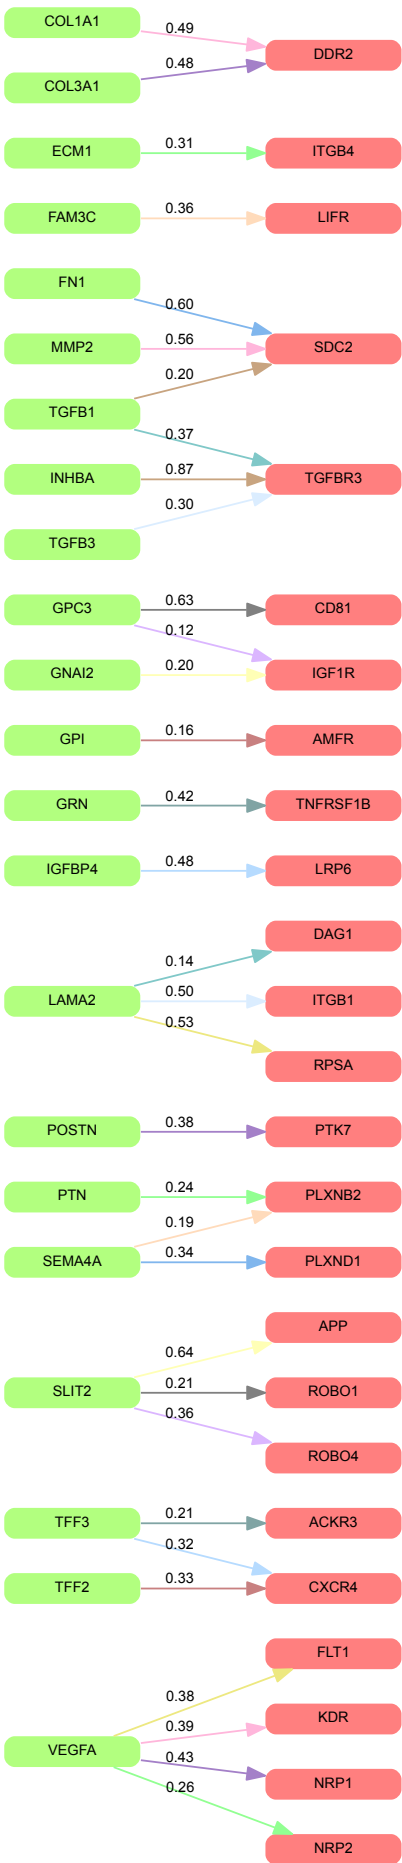 COL1A1
0.49
DDR2
COL3A1
0.48
ECM1
0.31
ITGB4
FAM3C
0.36
LIFR
FN1
0.60
MMP2
0.56
SDC2
0.20
TGFB1
0.37
INHBA
0.87
TGFBR3
0.30
TGFB3
GPC3
0.63
CD81
0.12
GNAI2
0.20
IGF1R
GPI
0.16
AMFR
GRN
0.42
TNFRSF1B
IGFBP4
0.48
LRP6
DAG1
0.14
LAMA2
0.50
ITGB1
0.53
RPSA
POSTN
0.38
PTK7
PTN
0.24
PLXNB2
0.19
SEMA4A
0.34
PLXND1
APP
0.64
SLIT2
0.21
ROBO1
0.36
ROBO4
TFF3
0.21
ACKR3
0.32
TFF2
0.33
CXCR4
FLT1
0.38
KDR
0.39
VEGFA
0.43
NRP1
0.26
NRP2